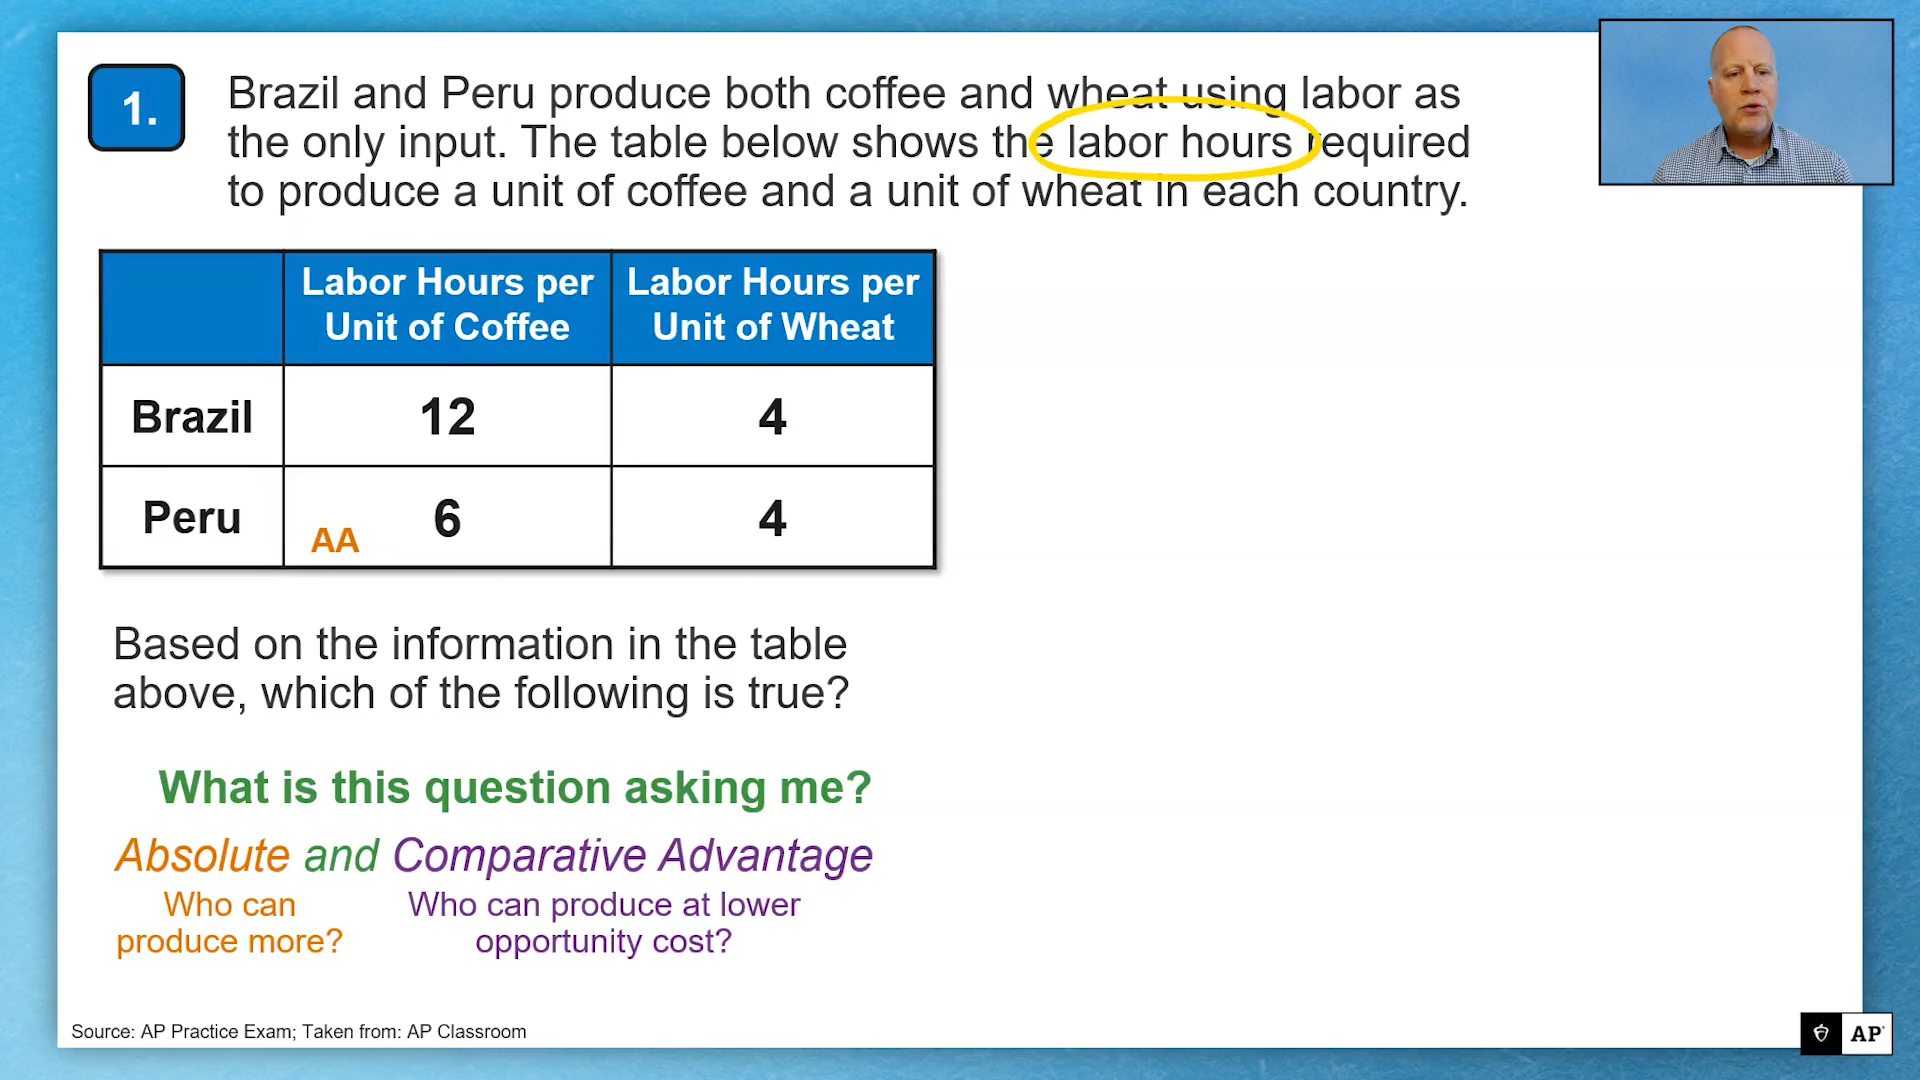 1.
Brazil and Peru produce both coffee and wheat using labor as
the only input. The table below shows the labor hours required
to produce a unit of coffee and a unit of wheat in each country.
Labor Hours per
Unit of Coffee
Labor Hours per
Unit of Wheat
Brazil 12 4
Peru AA 6 4
Based on the information in the table
above, which of the following is true?
What is this question asking me?
Absolute and Comparative Advantage
Who can
produce more?
Who can produce at lower
opportunity cost?
Source: AP Practice Exam; Taken from: AP Classroom
AP